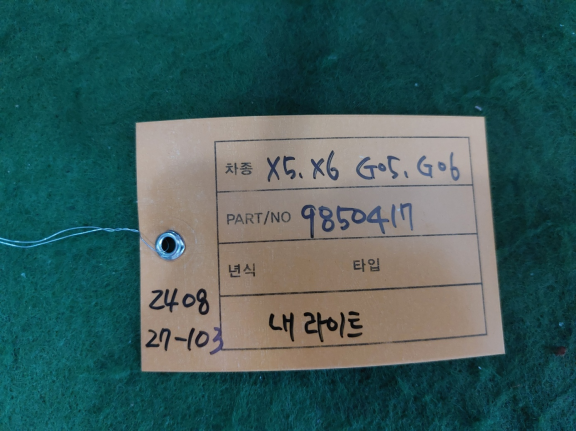 차종 X5, X6 G05, G06
PART/NO 9850417
년식 타입
내 라이트
2408
27-103